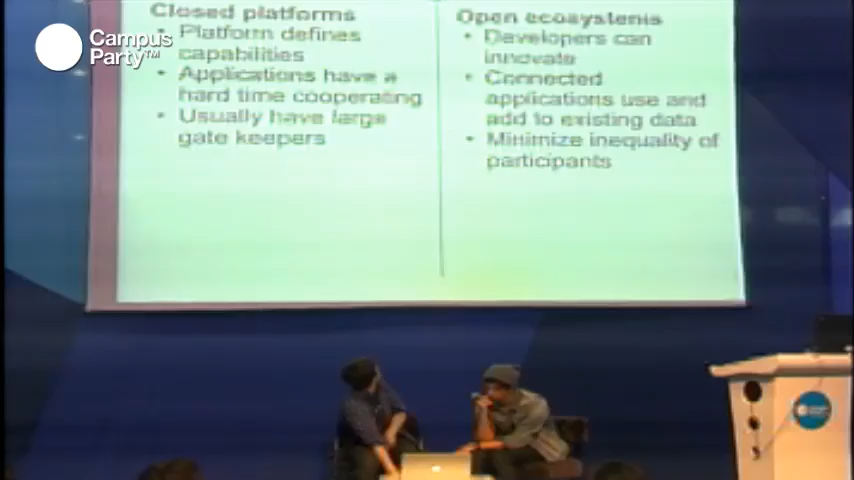 Campus
Party™
Closed platforms
• Platform defines
capabilities
• Applications have a
hard time cooperating
• Usually have large
gate keepers
Open ecosystems
• Developers can
innovate
• Connected
applications use and
add to existing data
• Minimize inequality of
participants